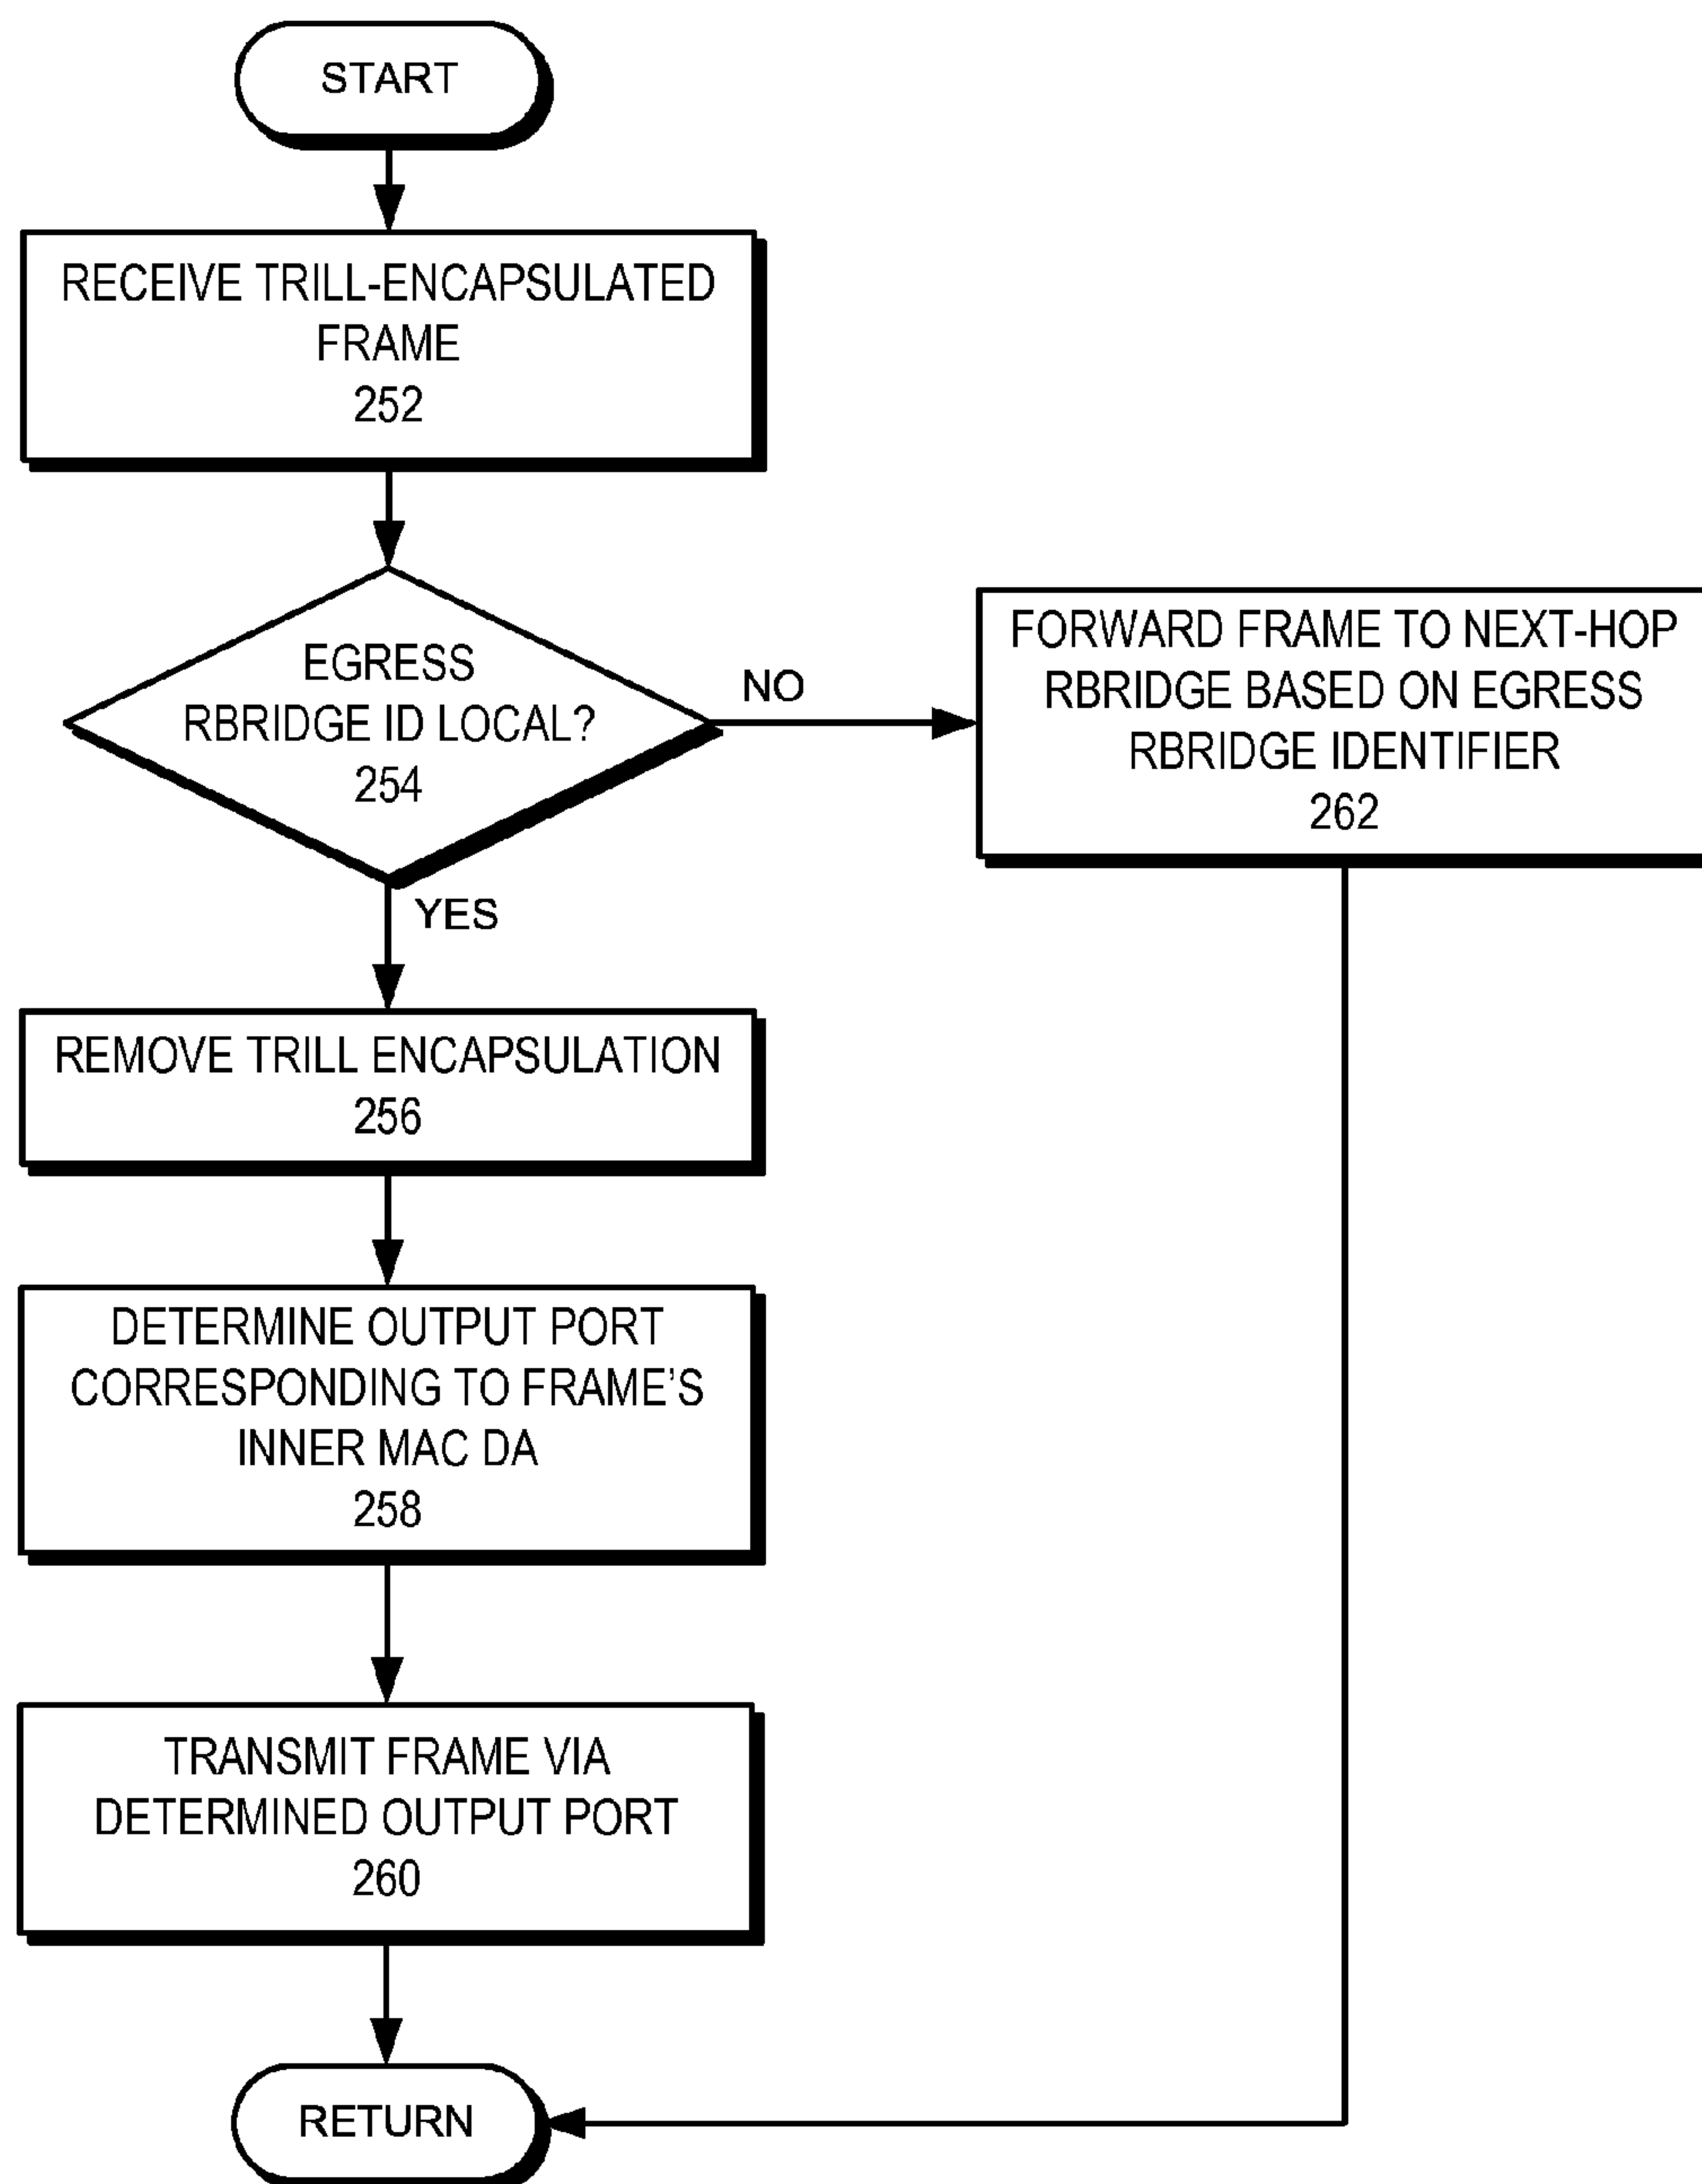 START
RECEIVE TRILL-ENCAPSULATED
FRAME
252
EGRESS
RBRIDGE ID LOCAL?
254
NO
FORWARD FRAME TO NEXT-HOP
RBRIDGE BASED ON EGRESS
RBRIDGE IDENTIFIER
262
YES
REMOVE TRILL ENCAPSULATION
256
DETERMINE OUTPUT PORT
CORRESPONDING TO FRAME'S
INNER MAC DA
258
TRANSMIT FRAME VIA
DETERMINED OUTPUT PORT
260
RETURN